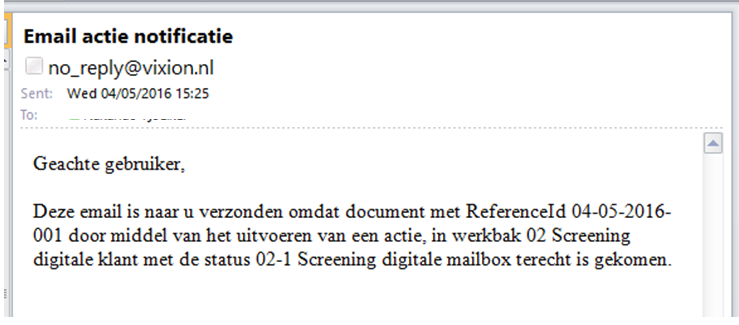 Email actie notificatie
no_reply@vixion.nl
Sent: Wed 04/05/2016 15:25
To:
Geachte gebruiker,
Deze email is naar u verzonden omdat document met ReferenceId 04-05-2016-
001 door middel van het uitvoeren van een actie, in werkbak 02 Screening
digitale klant met de status 02-1 Screening digitale mailbox terecht is gekomen.